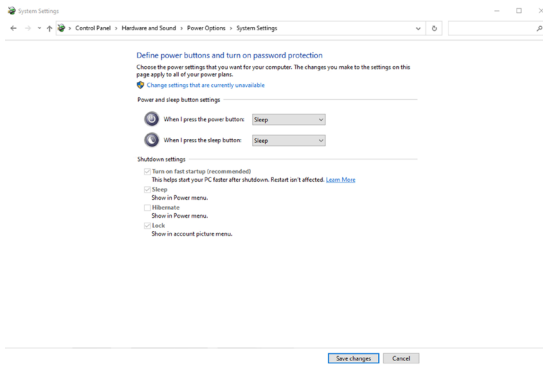 System Settings
Control Panel > Hardware and Sound > Power Options > System Settings
Define power buttons and turn on password protection
Choose the power settings that you want for your computer. The changes you make to the settings on this
page apply to all of your power plans.
Change settings that are currently unavailable
Power and sleep button settings
When I press the power button: Sleep
When I press the sleep button: Sleep
Shutdown settings
Turn on fast startup (recommended)
This helps start your PC faster after shutdown. Restart isn't affected. Learn More
Sleep
Show in Power menu.
Hibernate
Show in Power menu.
Lock
Show in account picture menu.
Save changes Cancel